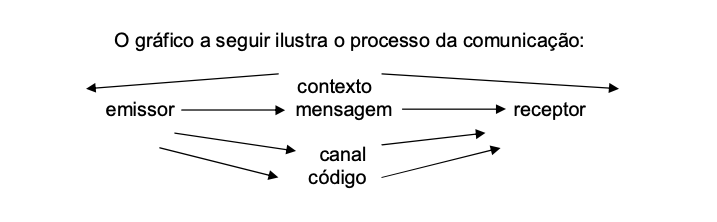 O gráfico a seguir ilustra o processo da comunicação:
contexto
emissor mensagem receptor
canal
código